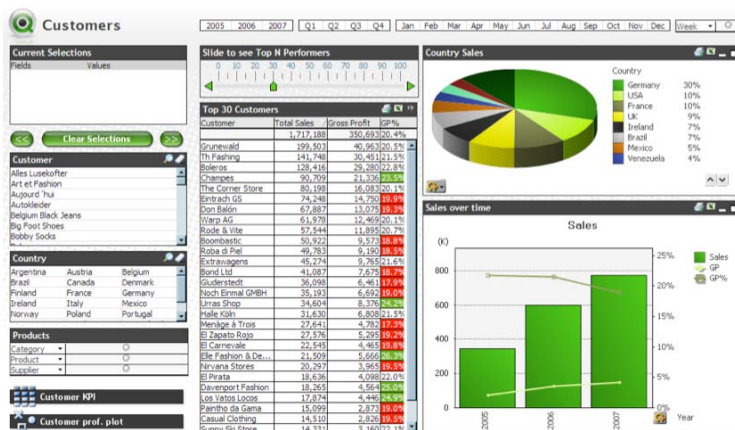 Customers
2005 2006 2007 Q1 Q2 Q3 Q4 Jan Feb Mar Apr May Jun Jul Aug Sep Oct Nov Dec Week
Current Selections
Fields Values
Clear Selections
Customer
Alles Lusekofter
Art et Fashion
Aujourd 'hui
Autokleider
Belgium Black Jeans
Big Foot Shoes
Bobby Socks
Country
Argentina Austria Belgium
Brazil Canada Denmark
Finland France Germany
Ireland Italy Mexico
Norway Poland Portugal
Products
Category
Product
Supplier
Customer KPI
Customer prof. plot
Slide to see Top N Performers
0 10 20 30 40 50 60 70 80 90 100
Top 30 Customers
Customer Total Sales Gross Profit GP%
1,717,188 350,693 20.4%
Grunewald 199,503 40,963 20.5%
Th Fashing 141,748 30,451 21.5%
Boleros 128,416 29,280 22.8%
Champes 90,709 21,336 23.5%
The Corner Store 80,198 16,083 20.1%
Eintrach GS 74,248 14,750 19.9%
Don Balón 67,887 13,075 19.3%
Warp AG 61,978 12,469 20.1%
Rode & Vite 57,544 11,895 20.7%
Boombastic 50,922 9,573 18.8%
Roba di Piel 49,783 9,190 18.5%
Extravagens 45,274 9,765 21.6%
Bond Ltd 41,087 7,675 18.7%
Gluderstedt 36,098 6,461 17.9%
Noch Einmal GMBH 35,193 6,692 19.0%
Urras Shop 34,604 8,376 24.2%
Halle Köln 31,630 6,808 21.5%
Menàge à Trois 27,641 4,782 17.3%
El Zapato Rojo 27,576 5,295 19.2%
El Carnevale 22,545 4,465 19.8%
Elle Fashion & De... 21,509 5,666 26.3%
Nirvana Stores 20,297 3,965 19.5%
El Pirata 18,636 4,098 22.0%
Davenport Fashion 18,265 4,564 25.0%
Los Vatos Locos 17,874 4,446 24.9%
Paintho da Gama 15,099 2,873 19.0%
Casual Clothing 14,510 2,826 19.5%
Sunny Ski Store 14,331 3,160 22.1%
Country Sales
Country
Germany 30%
USA 10%
France 10%
UK 9%
Ireland 7%
Brazil 7%
Mexico 5%
Venezuela 4%
Sales over time
Sales
(K)
800
600
400
200
0
25%
20%
15%
10%
5%
0%
2005 2006 2007
Year
Sales
GP
GP%